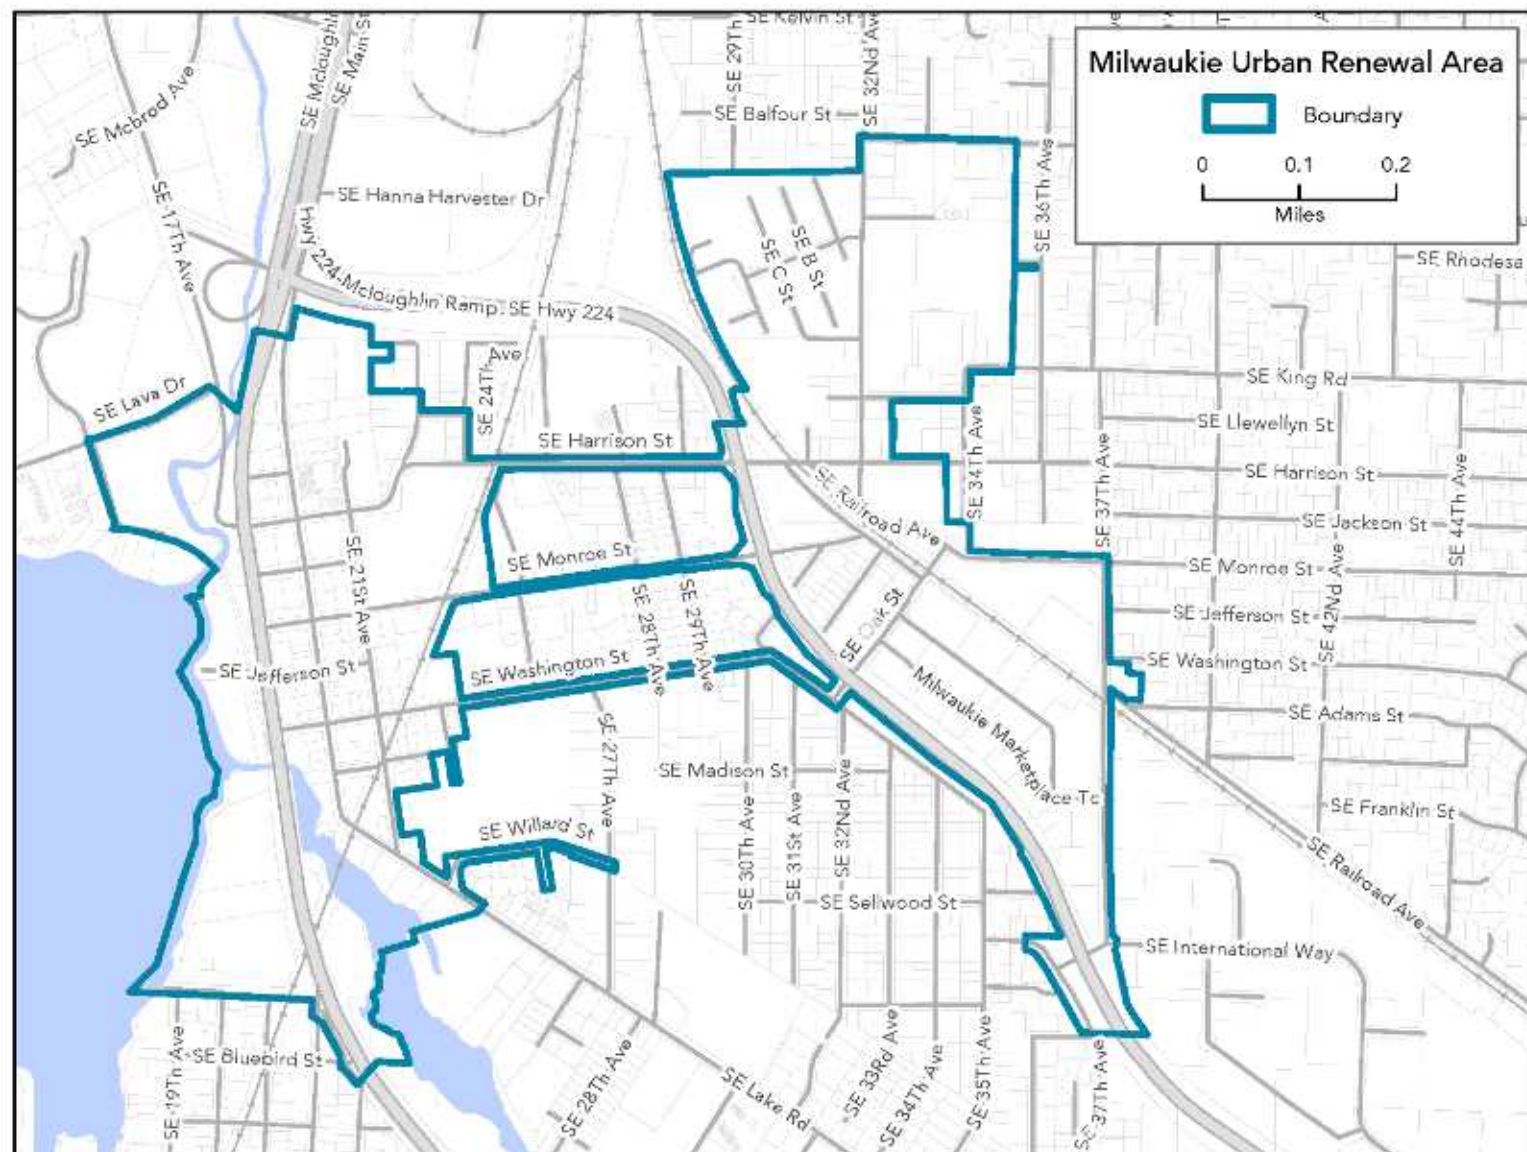 SE Kelvin St
SE 29Th
SE 32Nd Ave
SE Mcloughlin
SE Main St
Milwaukie Urban Renewal Area
Boundary
0 0.1 0.2
Miles
SE Mcbrod Ave
SE Balfour St
SE 36Th Ave
SE 17Th Ave
SE Hanna Harvester Dr
SE B St
SE C St
Hwy 224-Mcloughlin Ramp
SE Hwy 224
SE Rhodesa
SE Lava Dr
SE 24Th Ave
SE King Rd
SE Llewellyn St
SE Harrison St
SE 34Th Ave
SE 37Th Ave
SE Harrison St
SE 44Th Ave
SE Railroad Ave
SE Jackson St
SE 21St Ave
SE Monroe St
SE Monroe St
SE 28Th Ave
SE 29Th Ave
SE Oak St
SE Jefferson St
SE 42Nd Ave
SE Jefferson St
SE Washington St
SE Washington St
Milwaukie Marketplace Tc
SE Adams St
SE 27Th Ave
SE Madison St
SE Willard St
SE 30Th Ave
SE 31St Ave
SE 32Nd Ave
SE Franklin St
SE Railroad Ave
SE Sellwood St
SE International Way
SE 19Th Ave
SE Bluebird St
SE 28Th Ave
SE Lake Rd
SE 33Rd Ave
SE 34Th Ave
SE 35Th Ave
SE 37Th Ave